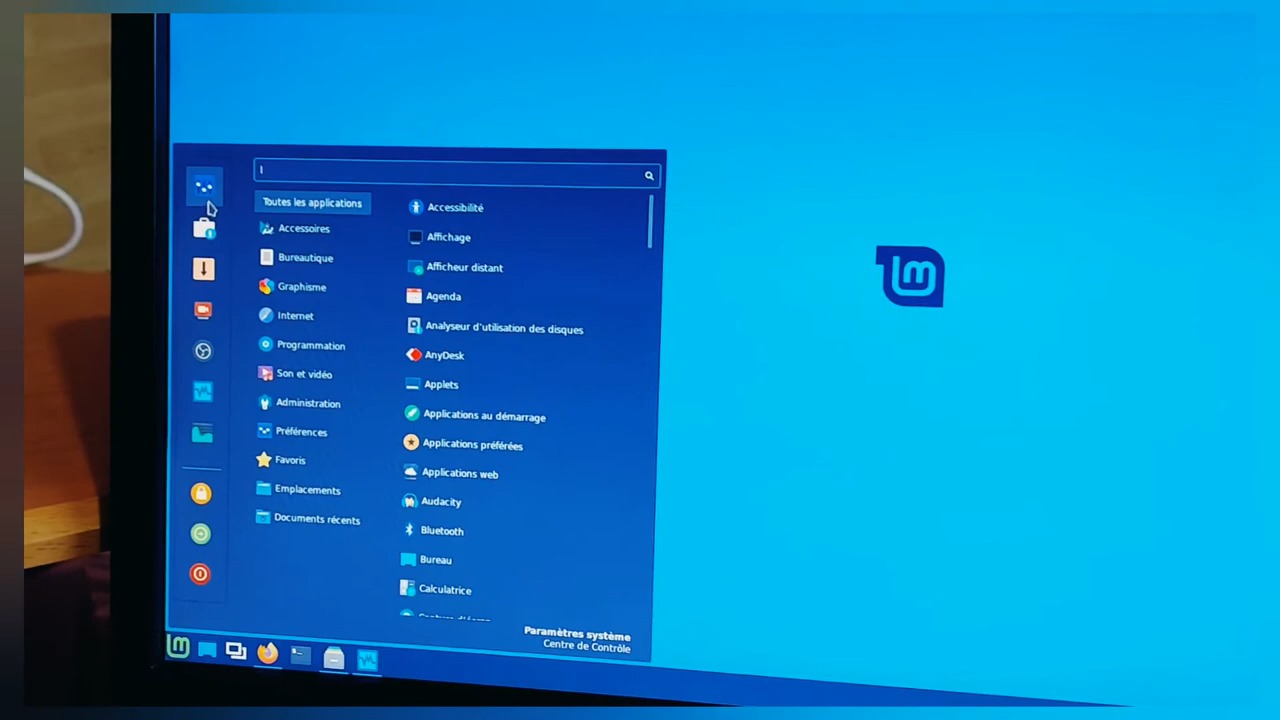 Toutes les applications
Accessoires
Bureautique
Graphisme
Internet
Programmation
Son et vidéo
Administration
Préférences
Favoris
Emplacements
Documents récents
Accessibilité
Affichage
Afficheur distant
Agenda
Analyseur d'utilisation des disques
AnyDesk
Applets
Applications au démarrage
Applications préférées
Applications web
Audacity
Bluetooth
Bureau
Calculatrice
Paramètres système
Centre de Contrôle